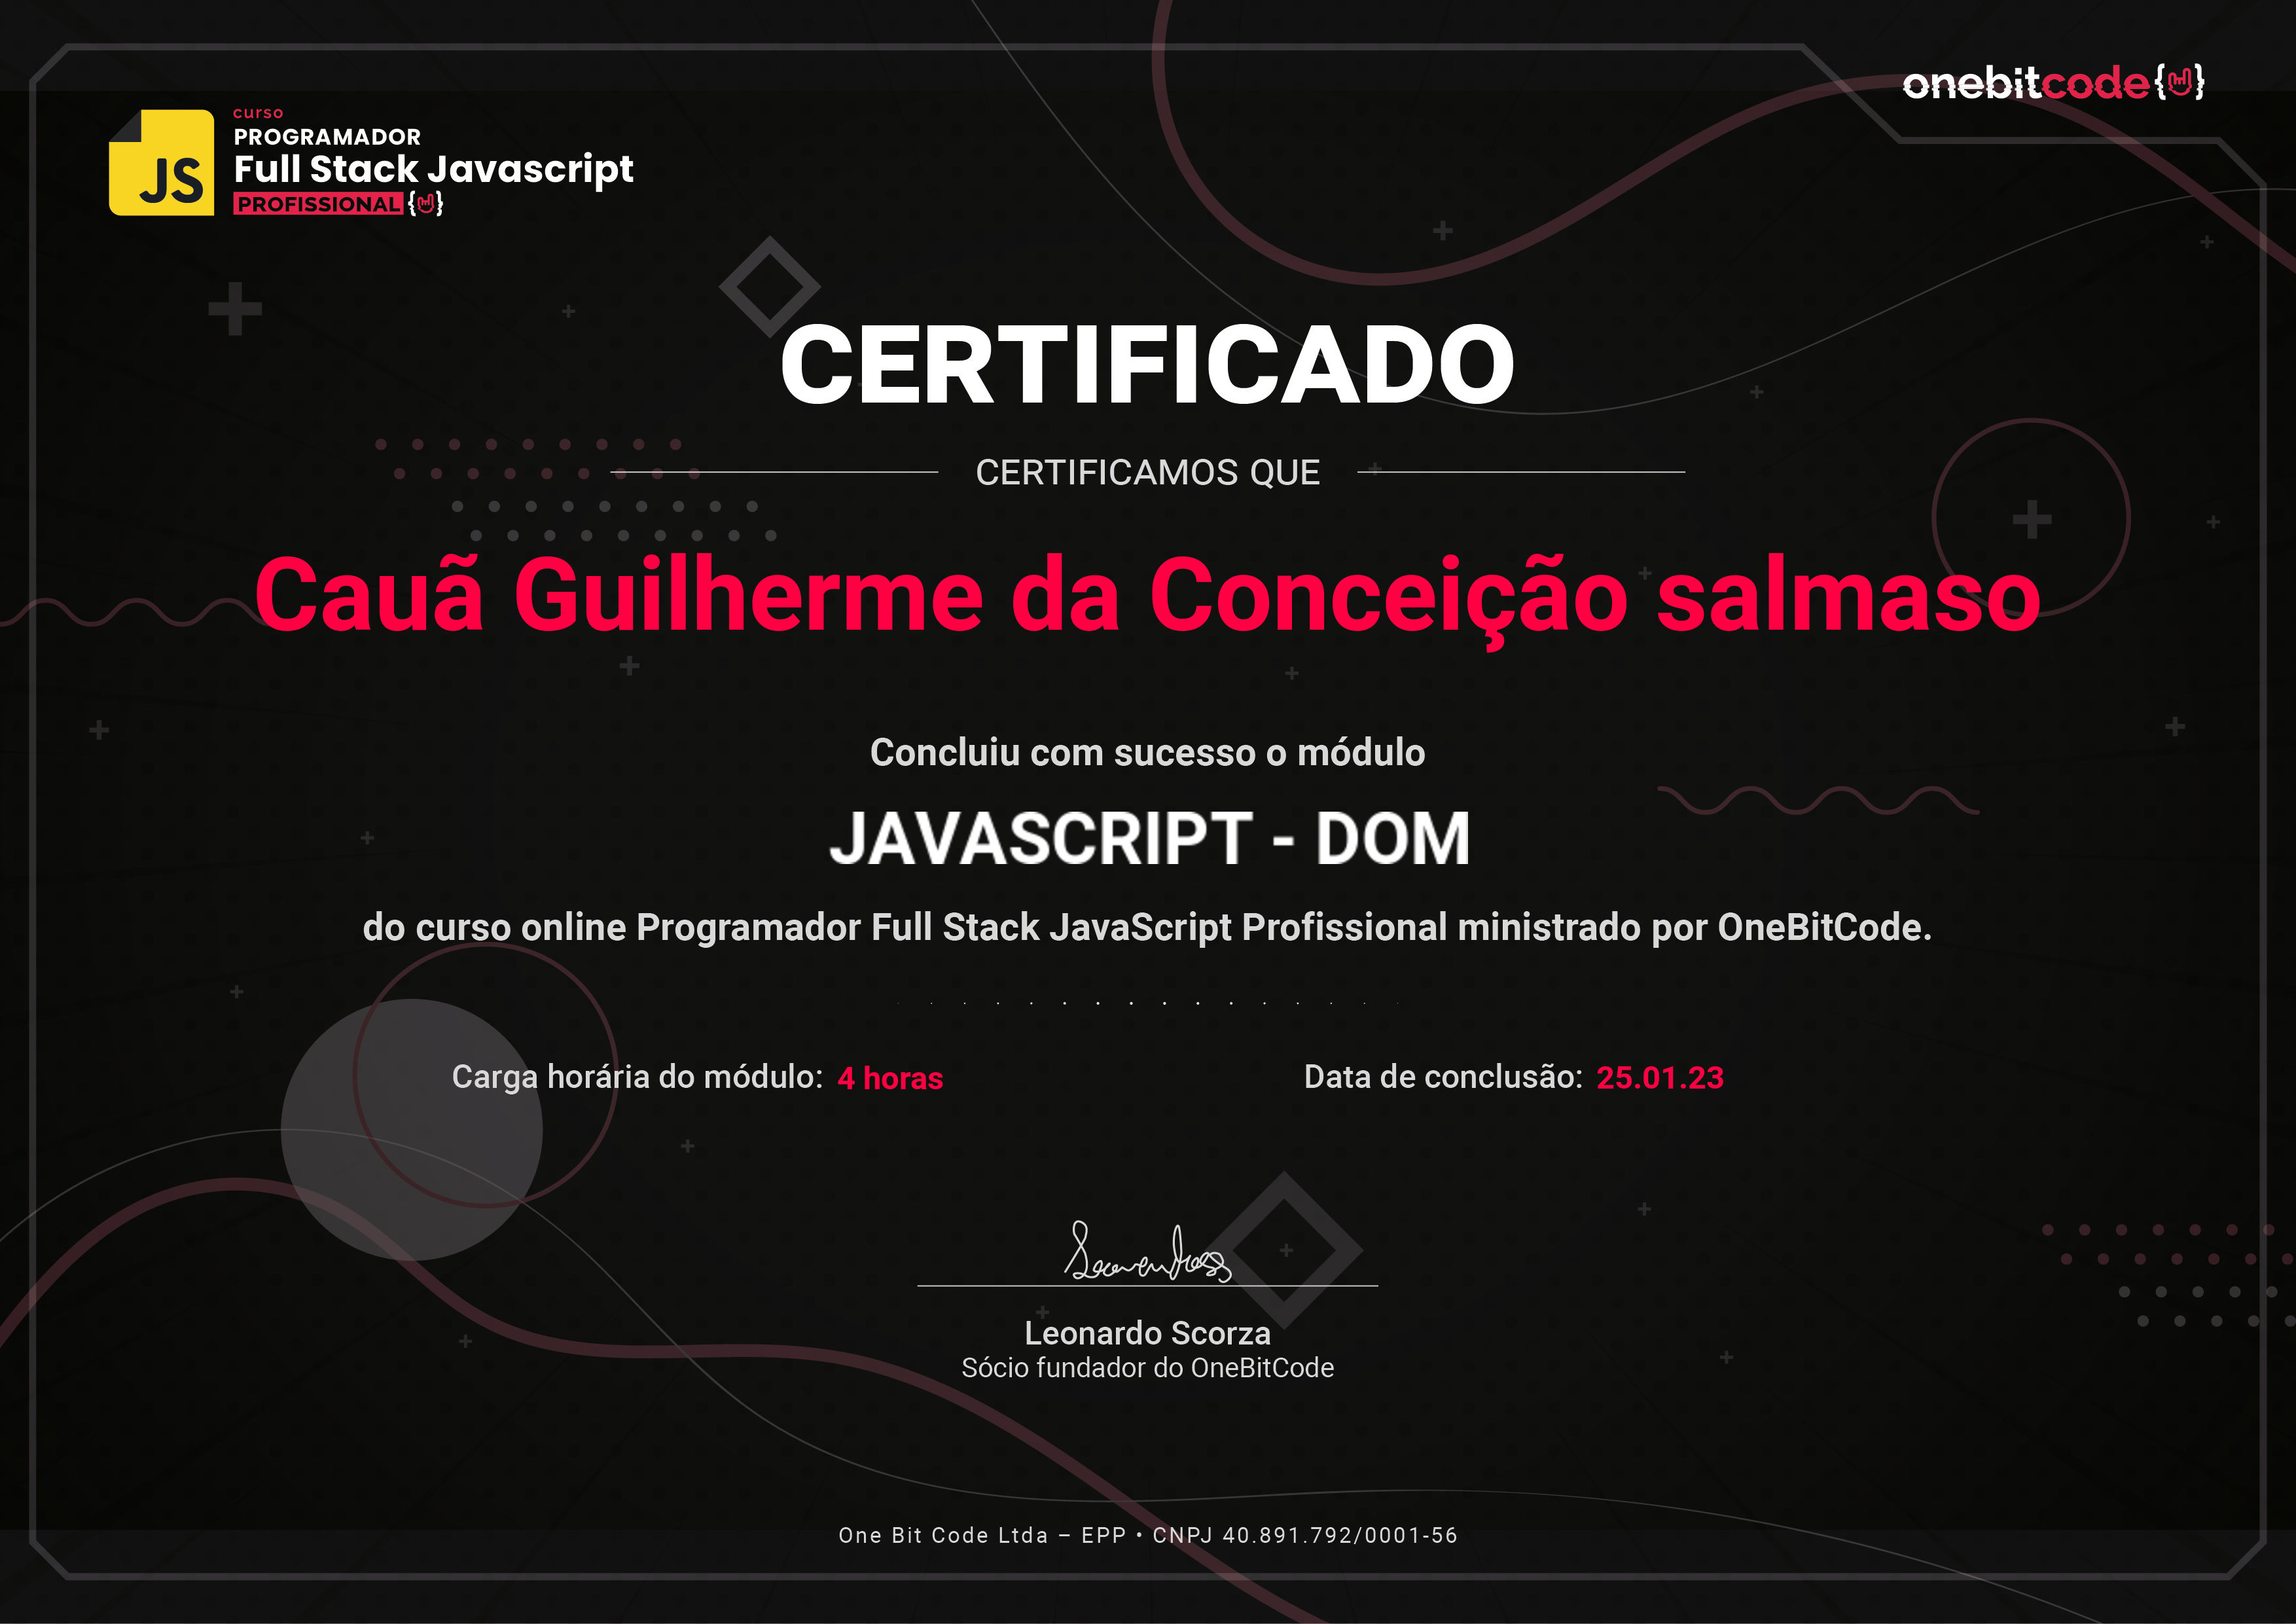 curso
PROGRAMADOR
Full Stack Javascript
PROFISSIONAL
JS
onebitcode
CERTIFICADO
CERTIFICAMOS QUE
Cauã Guilherme da Conceição salmaso
Concluiu com sucesso o módulo
JAVASCRIPT - DOM
do curso online Programador Full Stack JavaScript Profissional ministrado por OneBitCode.
Carga horária do módulo: 4 horas
Data de conclusão: 25.01.23
Leonardo Scorza
Sócio fundador do OneBitCode
One Bit Code Ltda – EPP • CNPJ 40.891.792/0001-56